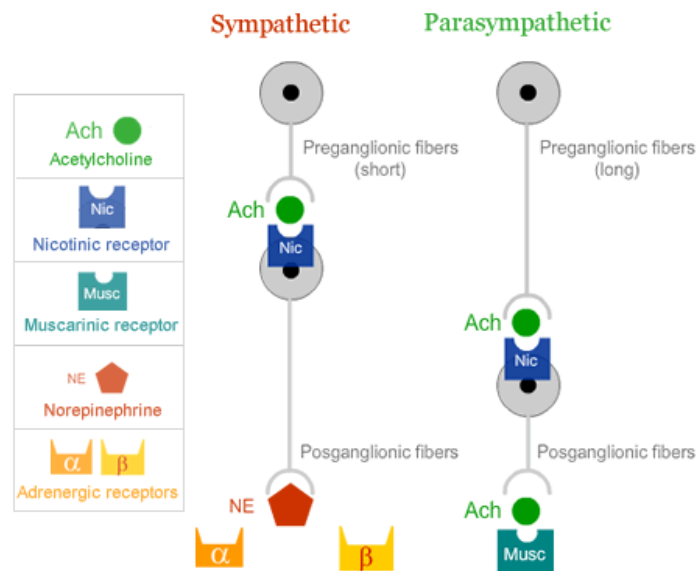 Sympathetic
Parasympathetic
Ach
Acetylcholine
Nic
Nicotinic receptor
Musc
Muscarinic receptor
NE
Norepinephrine
α β
Adrenergic receptors
Preganglionic fibers
(short)
Ach
Nic
Posganglionic fibers
NE
α
β
Preganglionic fibers
(long)
Ach
Nic
Posganglionic fibers
Ach
Musc